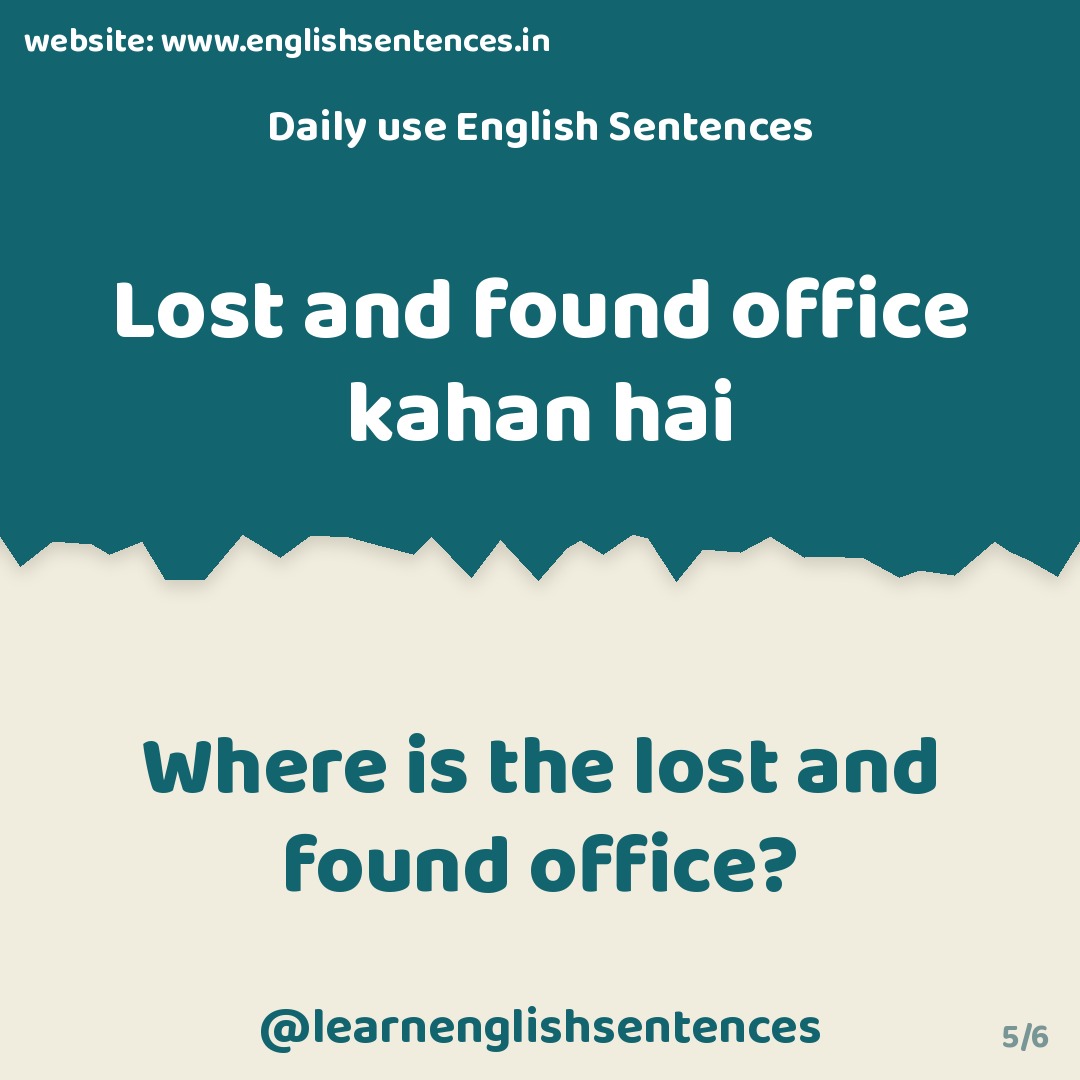 website: www.englishsentences.in
Daily use English Sentences
Lost and found office
kahan hai
Where is the lost and
found office?
@learnenglishsentences
5/6